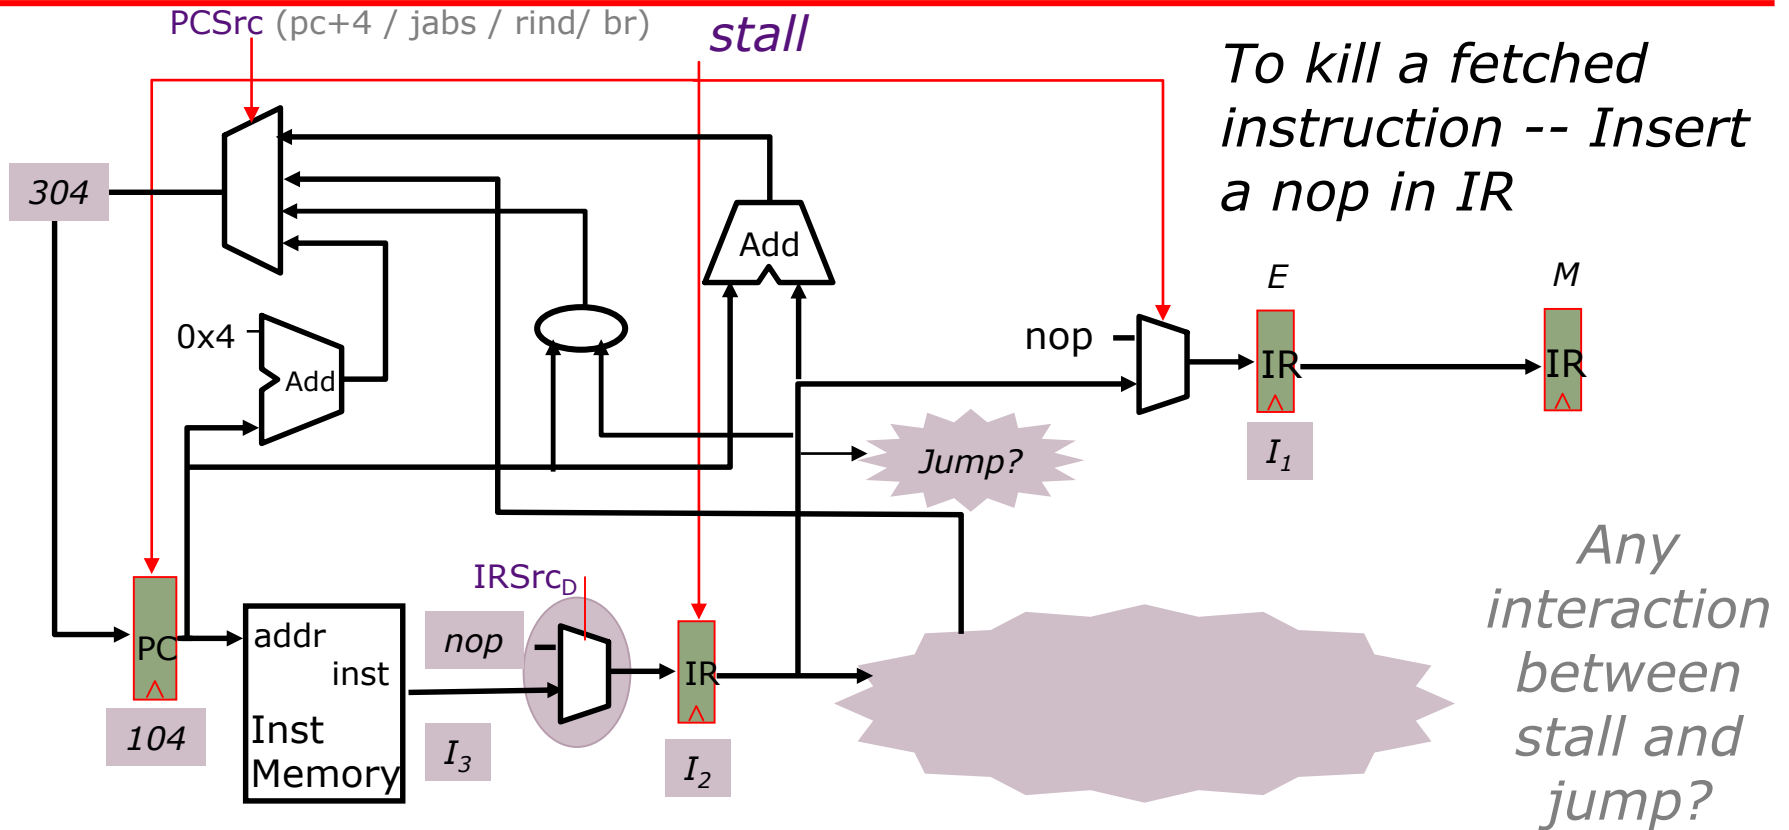 PCSrc (pc+4 / jabs / rind/ br)
stall
To kill a fetched
instruction -- Insert
a nop in IR
304
Add
E
M
0x4
Add
nop
IR
IR
Jump?
I1
Any
interaction
between
stall and
jump?
IRSrcD
PC
addr
inst
nop
IR
104
Inst
Memory
I3
I2